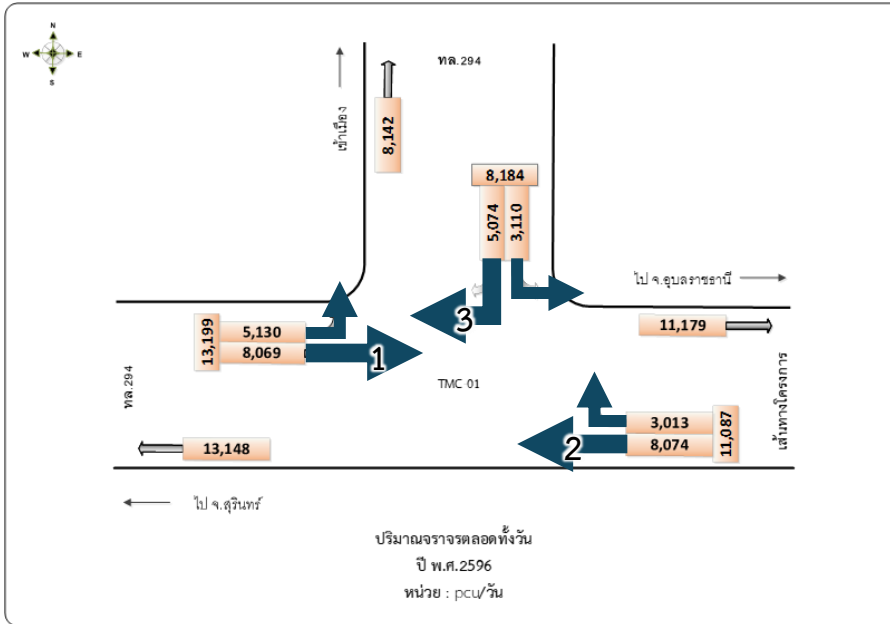 N
W E
S
ทล.294
เข้าเมือง
8,142
8,184
5,074
3,110
ไป จ.อุบลราชธานี
11,179
13,199
5,130
8,069
1
3
TMC-01
ทล.294
เส้นทางโครงการ
3,013
8,074
11,087
2
13,148
ไป จ.สุรินทร์
ปริมาณจราจรตลอดทั้งวัน
ปี พ.ศ.2596
หน่วย : pcu/วัน